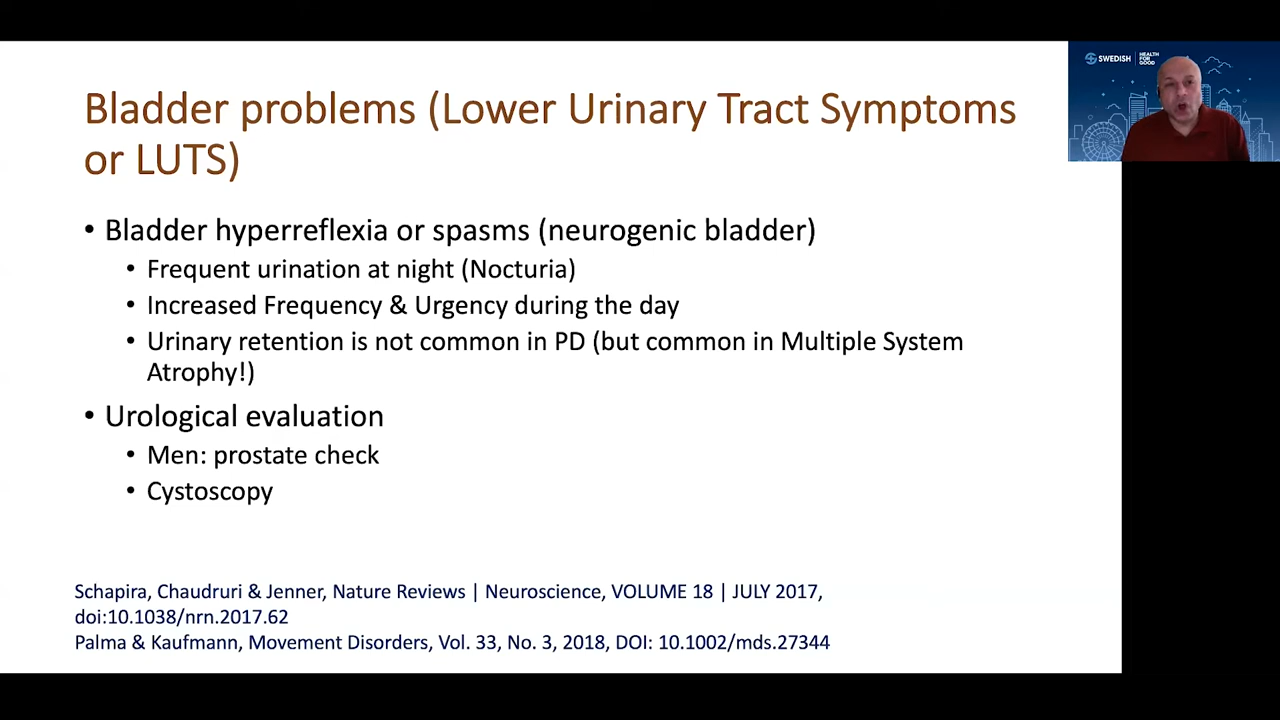 Bladder problems (Lower Urinary Tract Symptoms
or LUTS)
• Bladder hyperreflexia or spasms (neurogenic bladder)
• Frequent urination at night (Nocturia)
• Increased Frequency & Urgency during the day
• Urinary retention is not common in PD (but common in Multiple System
Atrophy!)
• Urological evaluation
• Men: prostate check
• Cystoscopy
Schapira, Chaudruri & Jenner, Nature Reviews | Neuroscience, VOLUME 18 | JULY 2017,
doi:10.1038/nrn.2017.62
Palma & Kaufmann, Movement Disorders, Vol. 33, No. 3, 2018, DOI: 10.1002/mds.27344
SWEDISH
HEALTH
FOR GOOD